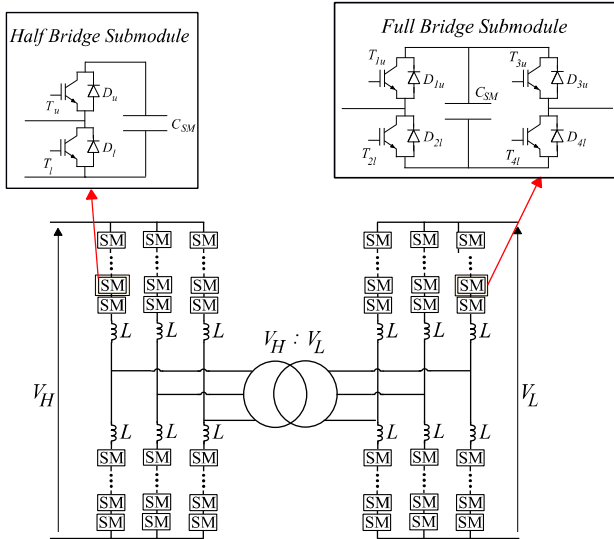 Half Bridge Submodule
Full Bridge Submodule
T_u
D_u
T_l
D_l
C_SM
T_1u
D_1u
T_2l
D_2l
C_SM
T_3u
D_3u
T_4l
D_4l
SM SM SM SM SM SM
SM SM SM SM SM SM
SM SM SM SM SM SM
L L L L L L
V_H : V_L
V_H
V_L
L L L L L L
SM SM SM SM SM SM
SM SM SM SM SM SM
SM SM SM SM SM SM